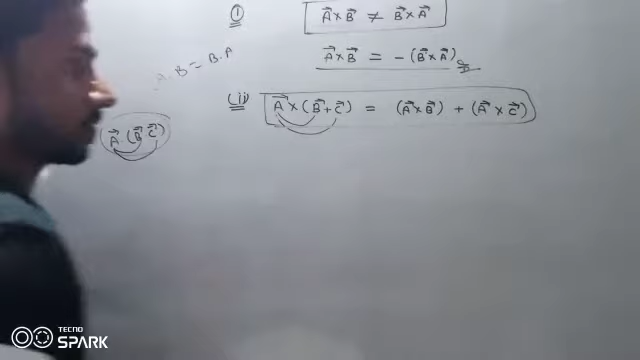 (i) A⃗×B⃗ ≠ B⃗×A⃗
A⃗×B⃗ = -(B⃗×A⃗)
A.B = B.A
(ii) A⃗×(B⃗+C⃗) = (A⃗×B⃗) + (A⃗×C⃗)
A⃗(B⃗ C⃗)
TECNO
SPARK